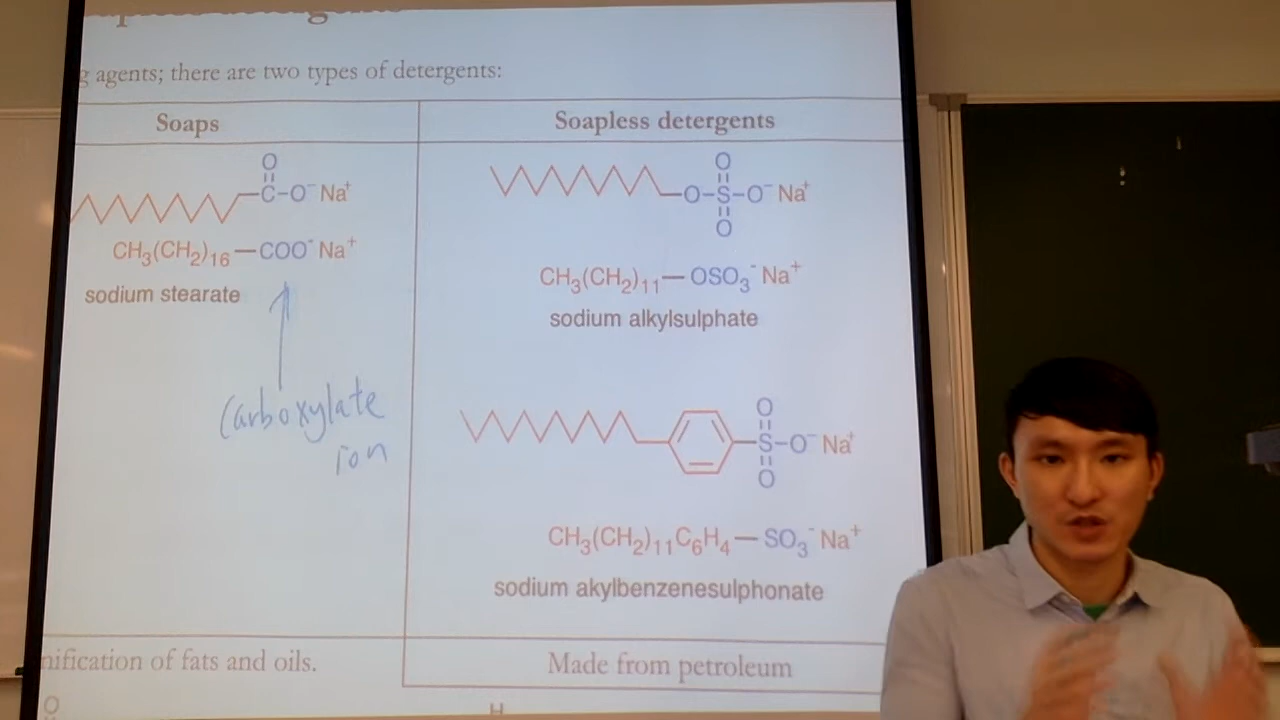 agents; there are two types of detergents:
Soaps
Soapless detergents
O
C–O⁻ Na⁺
CH₃(CH₂)₁₆—COO⁻ Na⁺
sodium stearate
Carboxylate
ion
O
O–S–O⁻ Na⁺
O
CH₃(CH₂)₁₁—OSO₃⁻ Na⁺
sodium alkylsulphate
O
S–O⁻ Na⁺
O
CH₃(CH₂)₁₁C₆H₄—SO₃⁻ Na⁺
sodium akylbenzenesulphonate
of fats and oils.
Made from petroleum
O
H